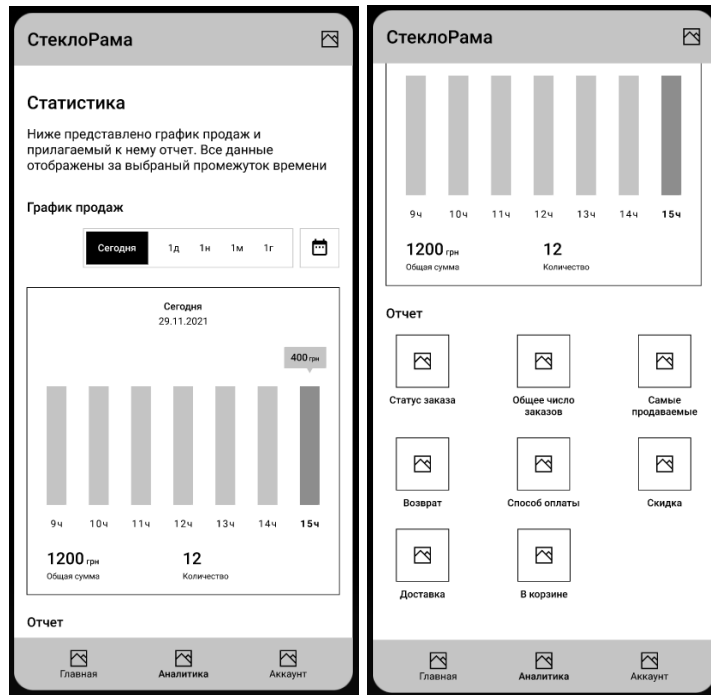 СтеклоРама
Статистика
Ниже представлено график продаж и
прилагаемый к нему отчет. Все данные
отображены за выбраный промежуток времени
График продаж
Сегодня 1д 1н 1м 1г
Сегодня
29.11.2021
400 грн
9ч 10ч 11ч 12ч 13ч 14ч 15ч
1200 грн 12
Общая сумма Количество
Отчет
Главная Аналитика Аккаунт
СтеклоРама
9ч 10ч 11ч 12ч 13ч 14ч 15ч
1200 грн 12
Общая сумма Количество
Отчет
Статус заказа Общее число Самые
заказов продаваемые
Возврат Способ оплаты Скидка
Доставка В корзине
Главная Аналитика Аккаунт